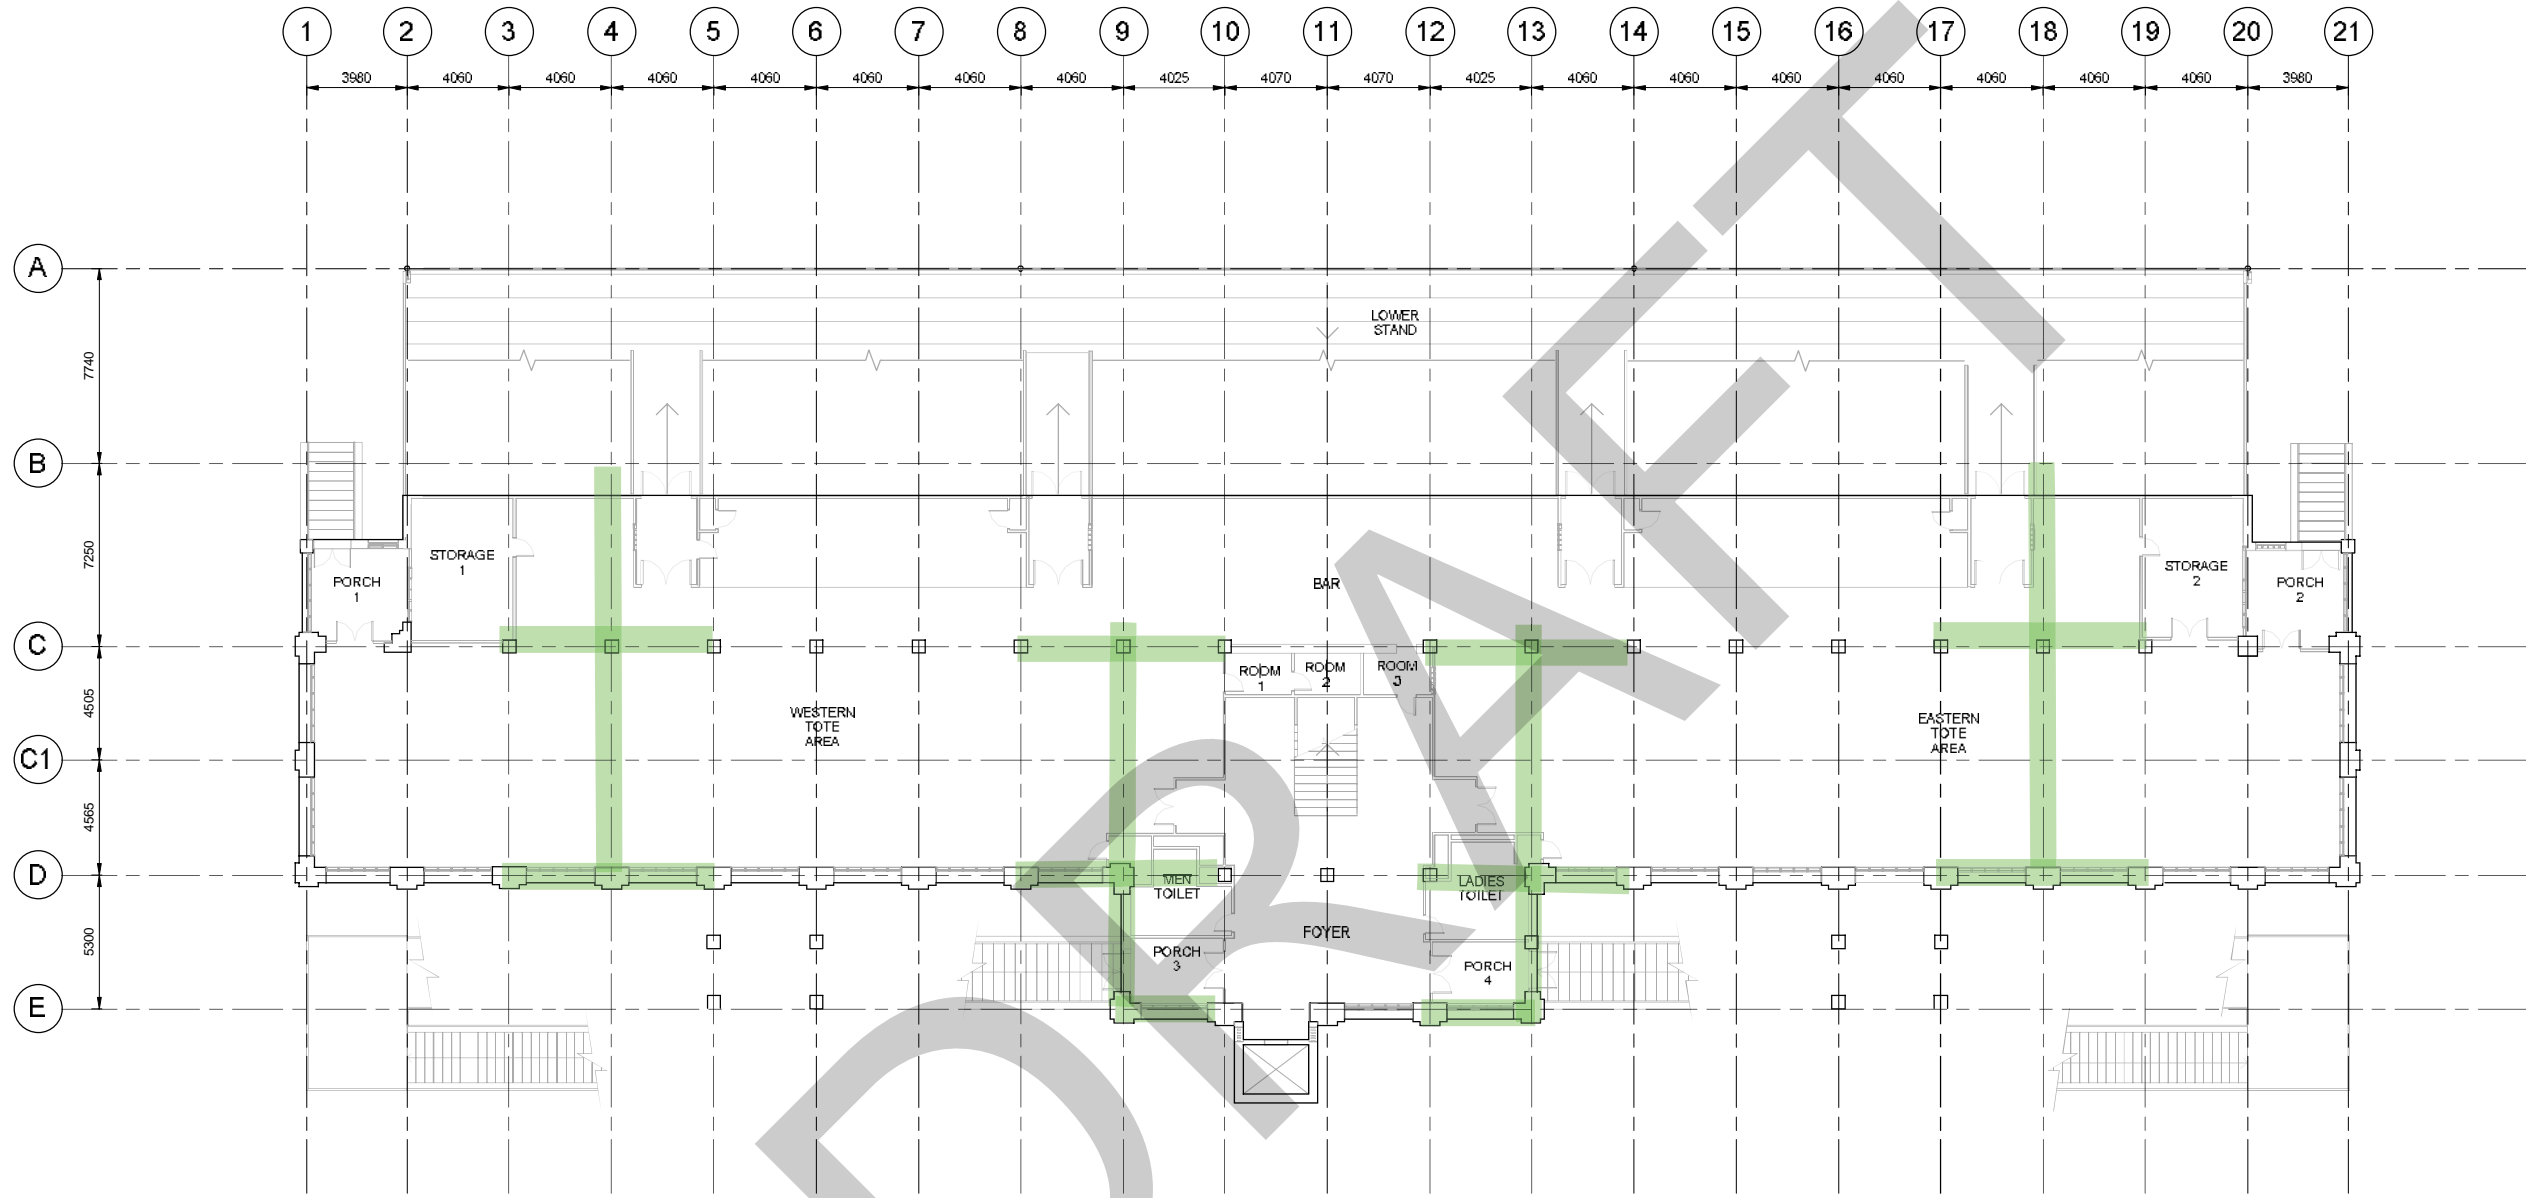 1 2 3 4 5 6 7 8 9 10 11 12 13 14 15 16 17 18 19 20 21
3980 4060 4060 4060 4060 4060 4060 4060 4025 4070 4070 4025 4060 4060 4060 4060 4060 4060 4060 3980
A
LOWER
STAND
7740
B
7250
STORAGE
1
STORAGE
2
PORCH
1
BAR
PORCH
2
C
ROOM
1
ROOM
2
ROOM
3
4505
WESTERN
TOTE
AREA
EASTERN
TOTE
AREA
C1
4565
D
MEN
TOILET
LADIES
TOILET
5300
FOYER
PORCH
3
PORCH
4
E
DRAFT